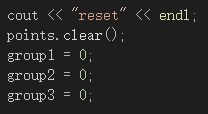 cout << "reset" << endl;
points.clear();
group1 = 0;
group2 = 0;
group3 = 0;